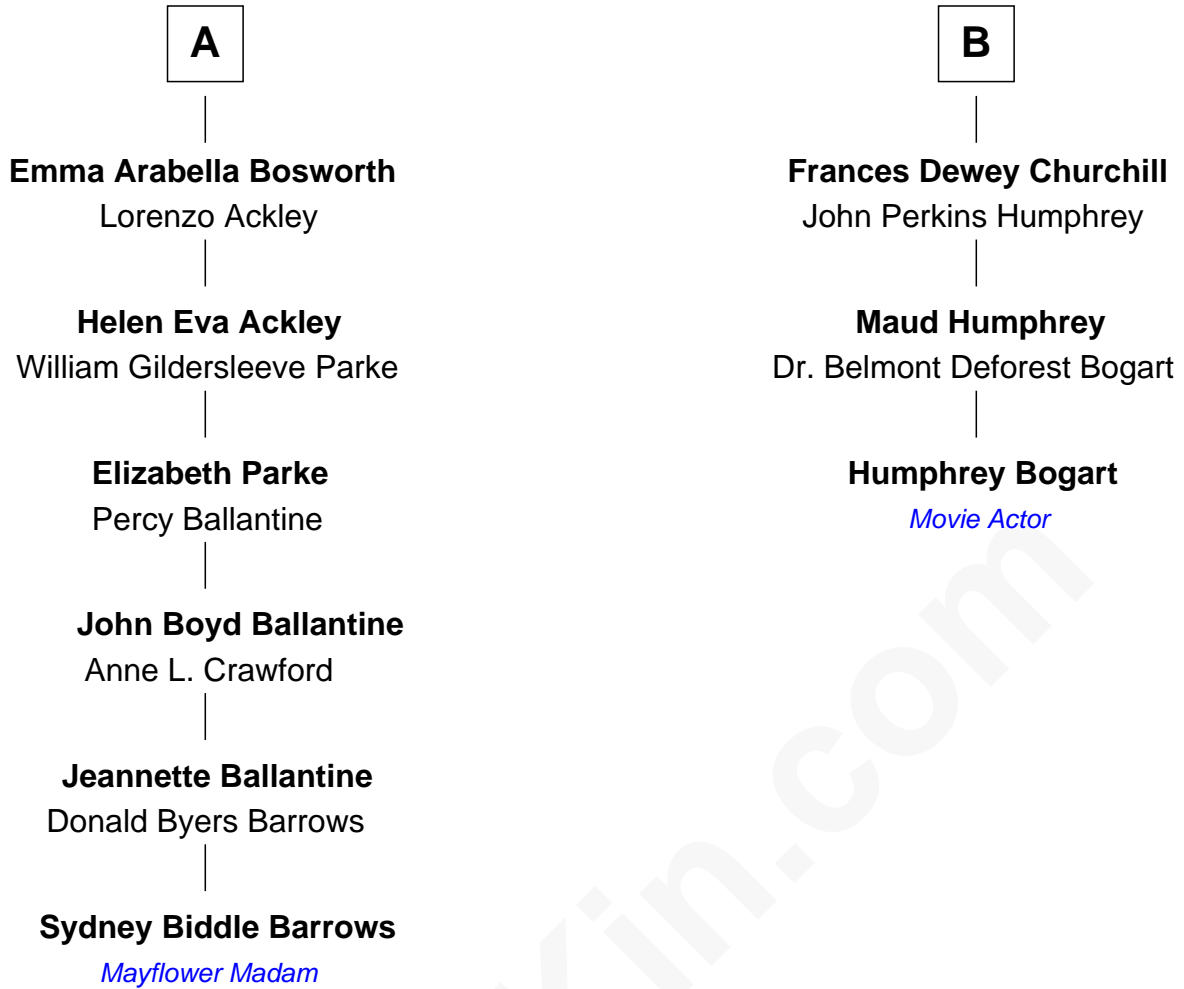 A
Emma Arabella Bosworth
Lorenzo Ackley
Helen Eva Ackley
William Gildersleeve Parke
Elizabeth Parke
Percy Ballantine
John Boyd Ballantine
Anne L. Crawford
Jeannette Ballantine
Donald Byers Barrows
Sydney Biddle Barrows
Mayflower Madam
B
Frances Dewey Churchill
John Perkins Humphrey
Maud Humphrey
Dr. Belmont Deforest Bogart
Humphrey Bogart
Movie Actor
in.com